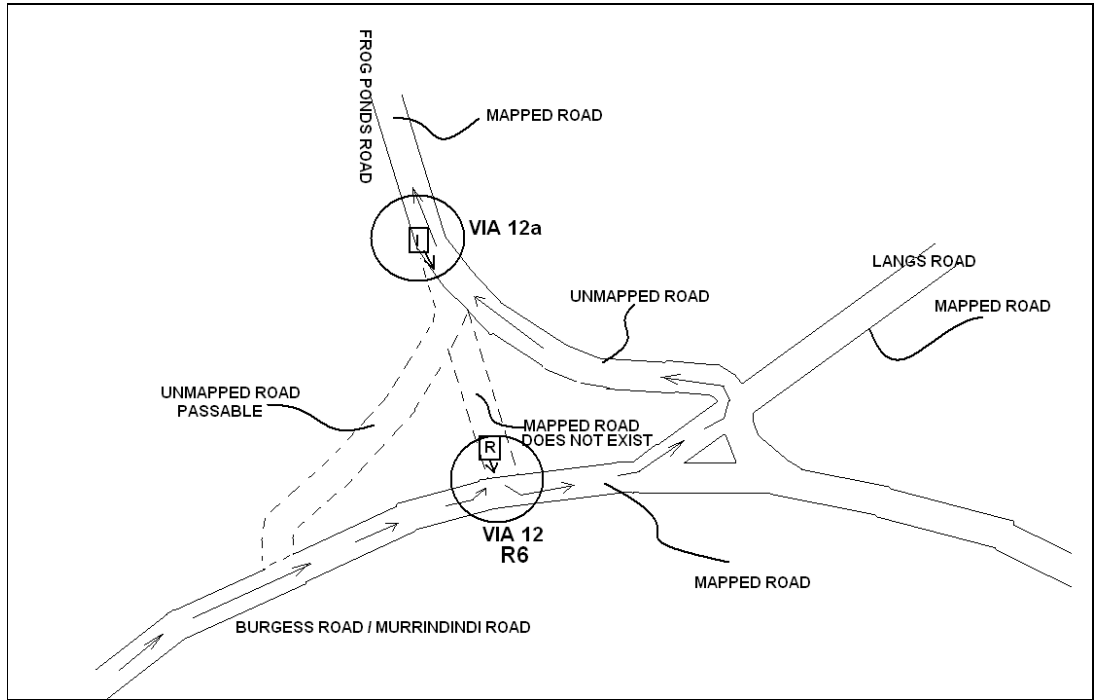 FROG PONDS ROAD
MAPPED ROAD
I
VIA 12a
LANGS ROAD
UNMAPPED ROAD
MAPPED ROAD
UNMAPPED ROAD
PASSABLE
MAPPED ROAD
DOES NOT EXIST
R
VIA 12
R6
MAPPED ROAD
BURGESS ROAD / MURRINDINDI ROAD